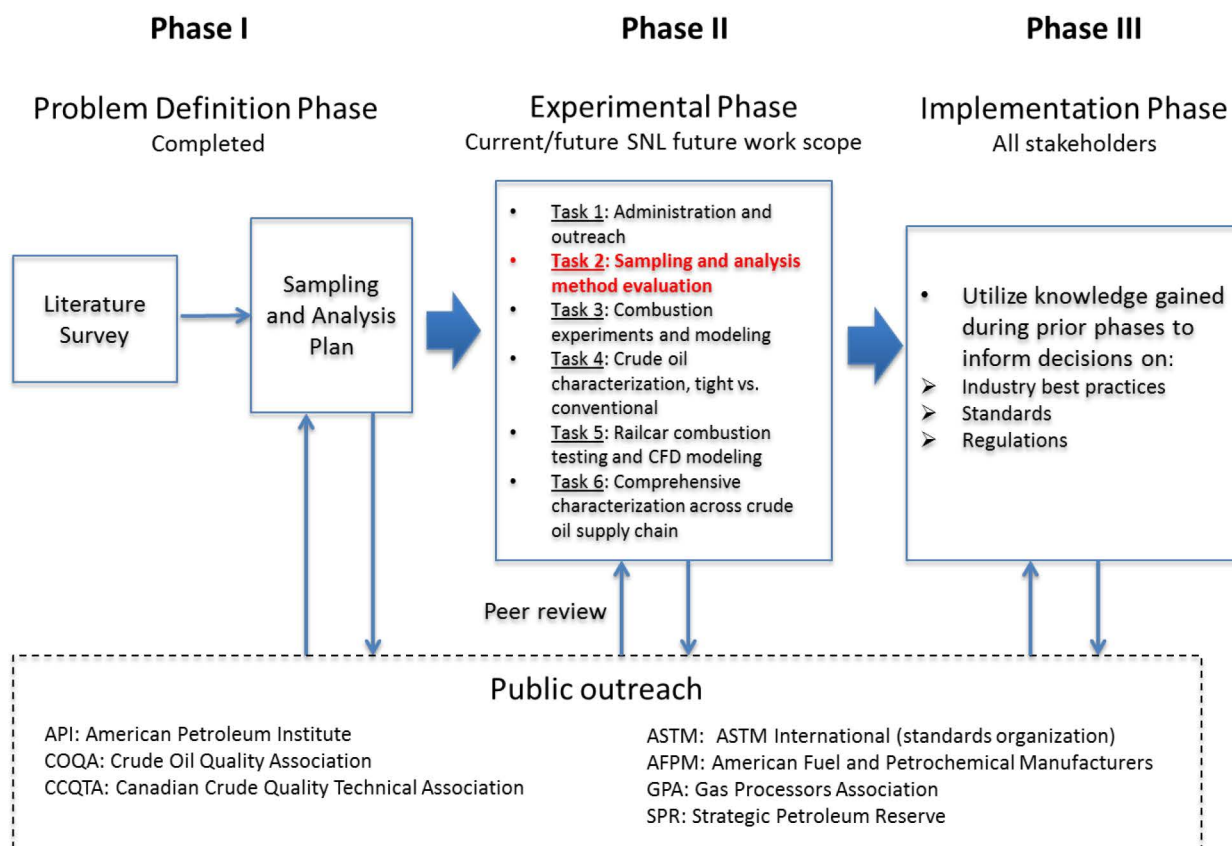 Phase I
Phase II
Phase III
Problem Definition Phase
Completed
Experimental Phase
Current/future SNL future work scope
Implementation Phase
All stakeholders
Literature
Survey
Sampling
and Analysis
Plan
• Task 1: Administration and
outreach
• Task 2: Sampling and analysis
method evaluation
• Task 3: Combustion
experiments and modeling
• Task 4: Crude oil
characterization, tight vs.
conventional
• Task 5: Railcar combustion
testing and CFD modeling
• Task 6: Comprehensive
characterization across crude
oil supply chain
• Utilize knowledge gained
during prior phases to
inform decisions on:
➢ Industry best practices
➢ Standards
➢ Regulations
Peer review
Public outreach
API: American Petroleum Institute
COQA: Crude Oil Quality Association
CCQTA: Canadian Crude Quality Technical Association
ASTM: ASTM International (standards organization)
AFPM: American Fuel and Petrochemical Manufacturers
GPA: Gas Processors Association
SPR: Strategic Petroleum Reserve